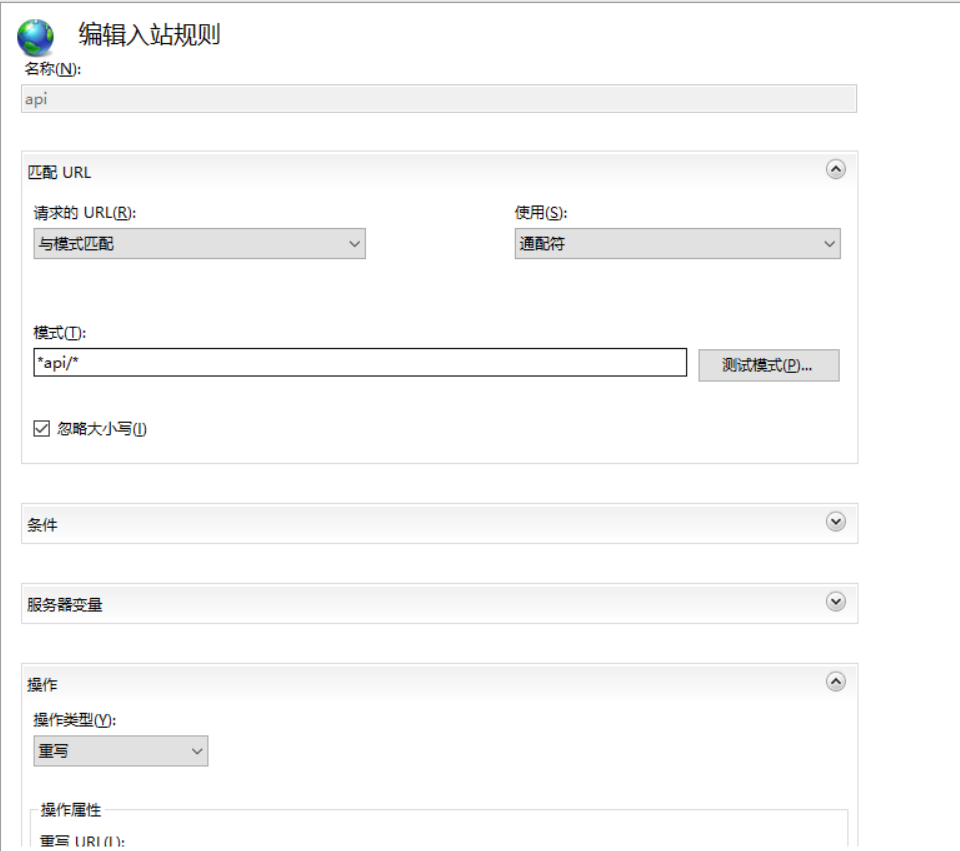 编辑入站规则
名称(N):
api
匹配 URL
请求的 URL(R): 使用(S):
与模式匹配 通配符
模式(T):
*api/* 测试模式(P)...
忽略大小写(I)
条件
服务器变量
操作
操作类型(Y):
重写
操作属性
重写 URL(L):